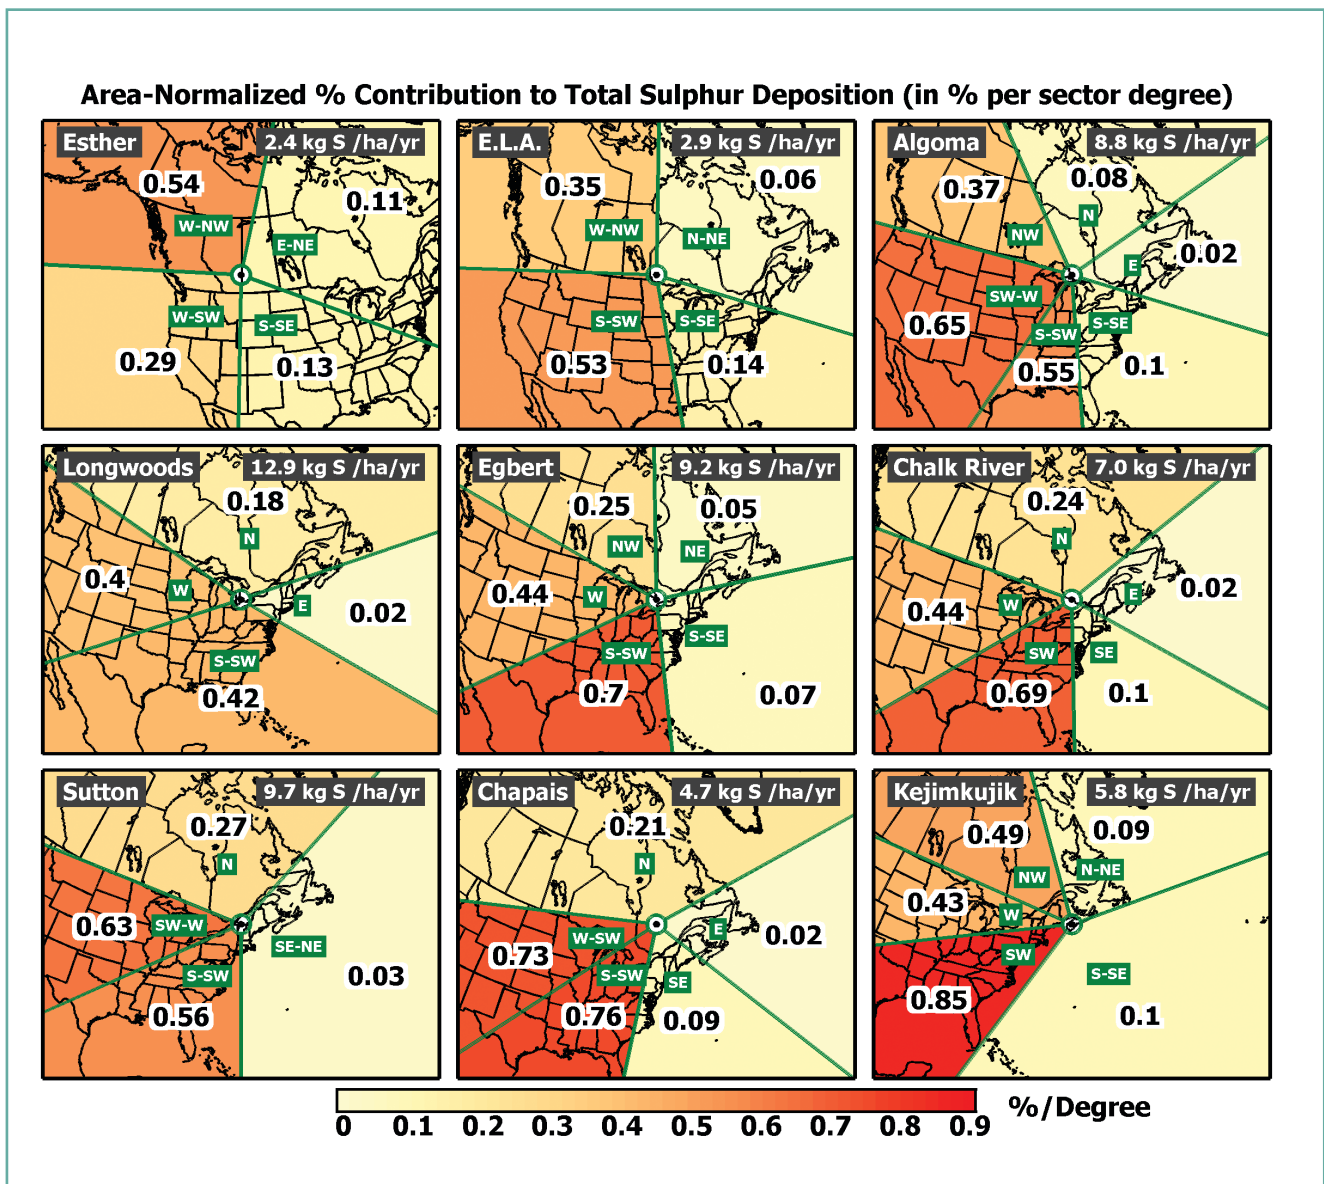 Area-Normalized % Contribution to Total Sulphur Deposition (in % per sector degree)
Esther
2.4 kg S /ha/yr
0.54
0.11
W-NW
E-NE
W-SW
S-SE
0.29
0.13
E.L.A.
2.9 kg S /ha/yr
0.06
0.35
W-NW
N-NE
S-SW
S-SE
0.53
0.14
Algoma
8.8 kg S /ha/yr
0.37
0.08
N
NW
0.02
E
SW-W
S-SE
0.65
S-SW
0.55
0.1
Longwoods
12.9 kg S /ha/yr
0.18
N
0.4
W
E
0.02
S-SW
0.42
Egbert
9.2 kg S /ha/yr
0.25
0.05
NW
NE
0.44
W
S-SE
S-SW
0.7
0.07
Chalk River
7.0 kg S /ha/yr
0.24
N
0.02
W
E
0.44
SW
SE
0.69
0.1
Sutton
9.7 kg S /ha/yr
0.27
N
0.63
SW-W
SE-NE
S-SW
0.03
0.56
Chapais
4.7 kg S /ha/yr
0.21
N
W-SW
E
0.02
0.73
S-SW
SE
0.76
0.09
Kejimkujik
5.8 kg S /ha/yr
0.49
0.09
NW
N-NE
0.43
W
SW
S-SE
0.85
0.1
%/Degree
0 0.1 0.2 0.3 0.4 0.5 0.6 0.7 0.8 0.9